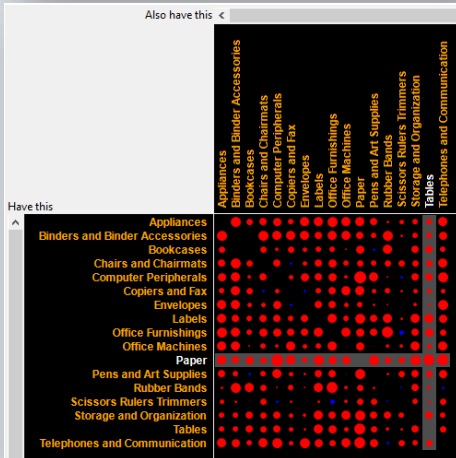 Also have this <
Appliances
Binders and Binder Accessories
Bookcases
Chairs and Chairmats
Computer Peripherals
Copiers and Fax
Envelopes
Labels
Office Furnishings
Office Machines
Paper
Pens and Art Supplies
Rubber Bands
Scissors Rulers Trimmers
Storage and Organization
Tables
Telephones and Communication
Have this
Appliances
Binders and Binder Accessories
Bookcases
Chairs and Chairmats
Computer Peripherals
Copiers and Fax
Envelopes
Labels
Office Furnishings
Office Machines
Paper
Pens and Art Supplies
Rubber Bands
Scissors Rulers Trimmers
Storage and Organization
Tables
Telephones and Communication